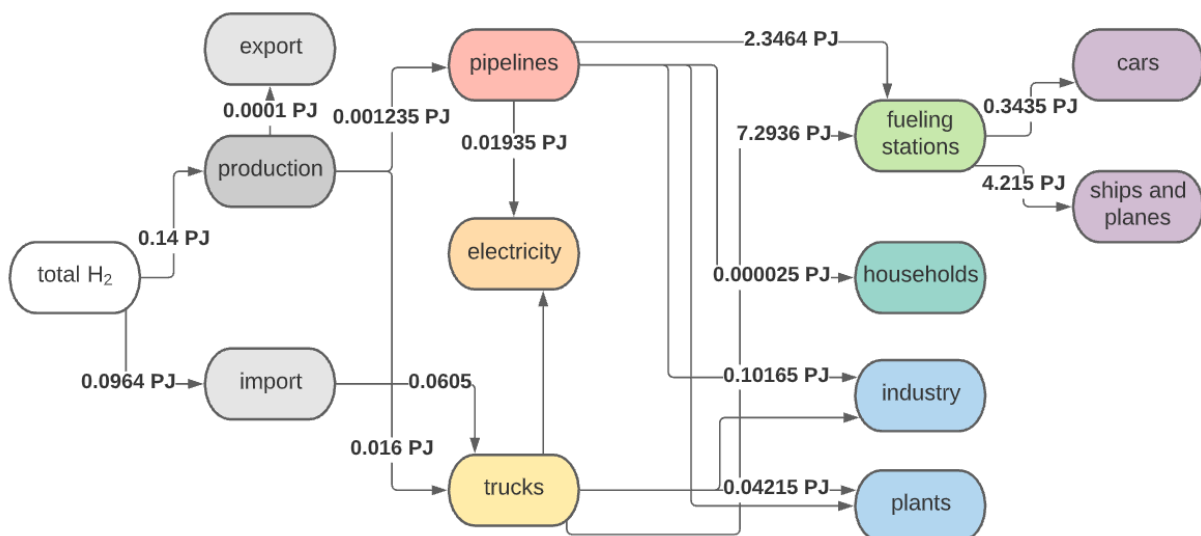 export
pipelines
2.3464 PJ
cars
0.0001 PJ
0.001235 PJ
0.3435 PJ
0.01935 PJ
7.2936 PJ
fueling
stations
production
4.215 PJ
ships and
planes
0.14 PJ
electricity
total H₂
0.000025 PJ
households
0.0964 PJ
import
0.0605
0.10165 PJ
industry
0.016 PJ
trucks
0.04215 PJ
plants